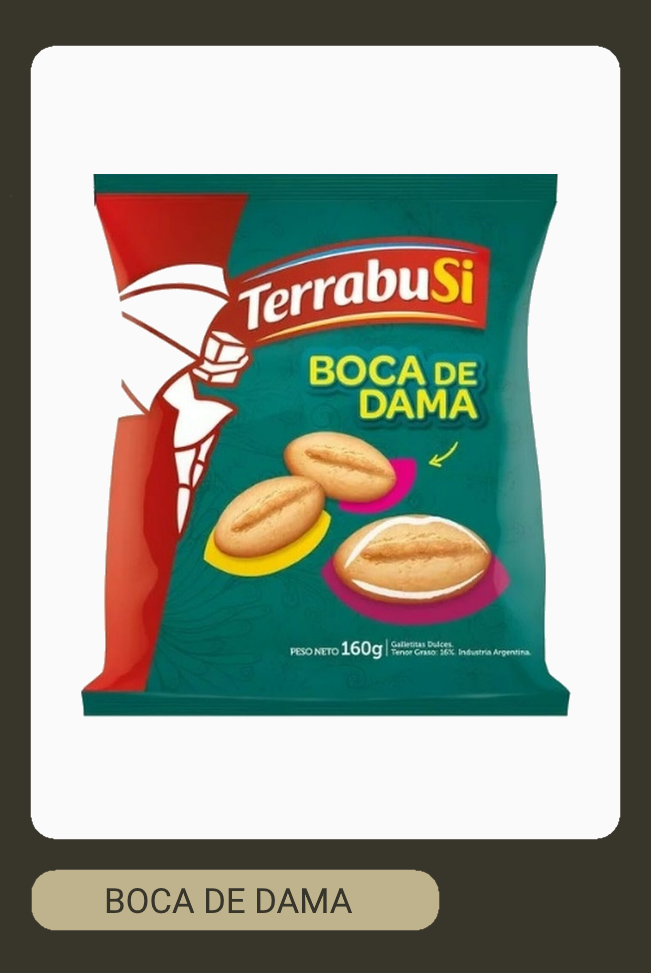 TerrabuSi
BOCA DE
DAMA
PESO NETO 160g
Galletitas Dulces.
Tenor Graso: 16%. Industria Argentina.
BOCA DE DAMA